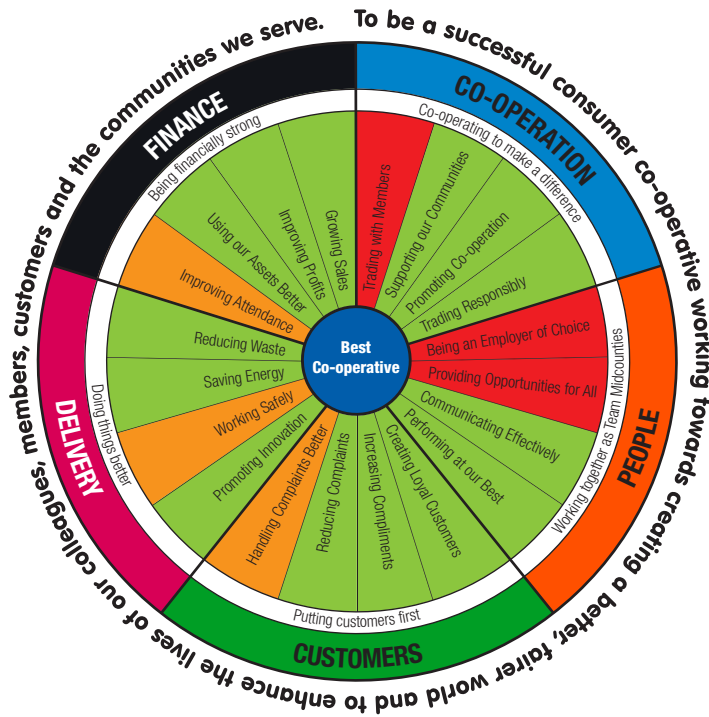 To be a successful consumer co-operative working towards creating a better, fairer world and to enhance the lives of our colleagues, members, customers and the communities we serve.
CO-OPERATION
Co-operating to make a difference
Trading with Members
Supporting our Communities
Promoting Co-operation
Trading Responsibly
PEOPLE
Working together as Team Midcounties
Being an Employer of Choice
Providing Opportunities for All
Communicating Effectively
Performing at our Best
CUSTOMERS
Putting customers first
Creating Loyal Customers
Increasing Compliments
Reducing Complaints
Handling Complaints Better
DELIVERY
Doing things better
Promoting Innovation
Working Safely
Saving Energy
Reducing Waste
FINANCE
Being financially strong
Improving Attendance
Using our Assets Better
Improving Profits
Growing Sales
Best
Co-operative